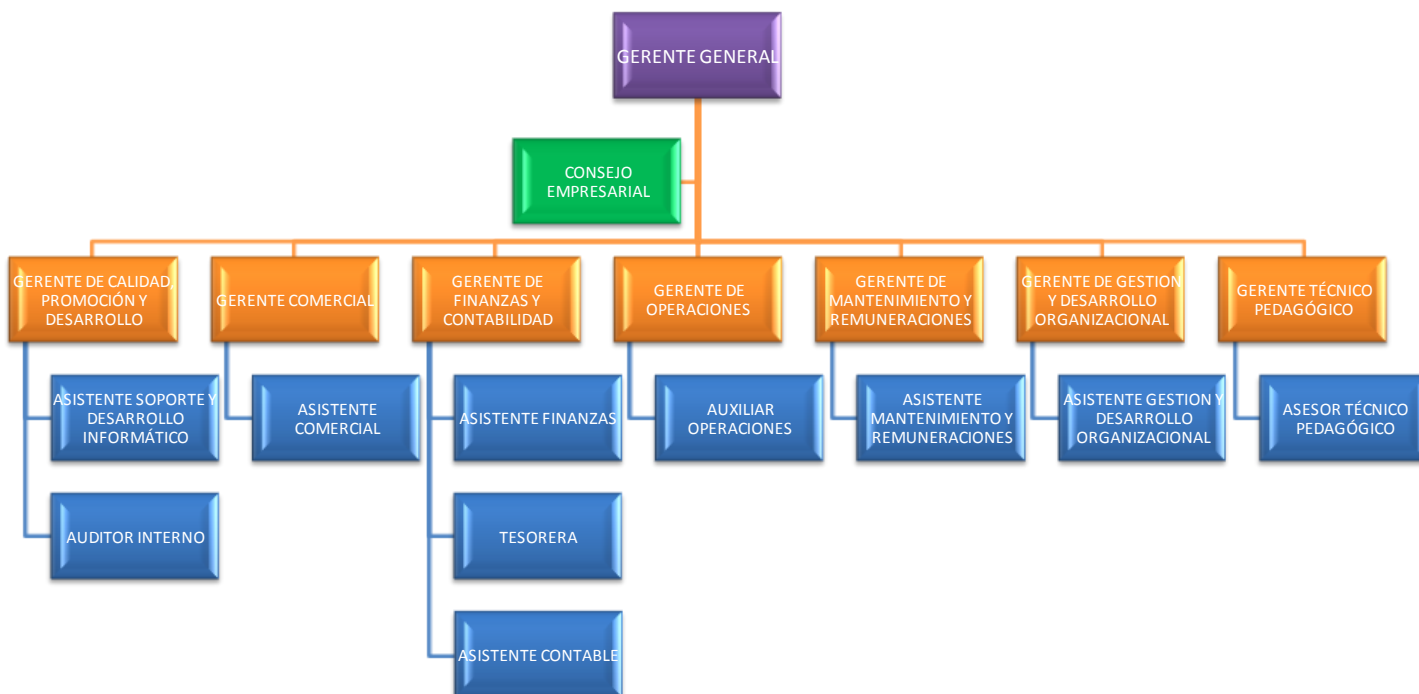 GERENTE GENERAL
CONSEJO
EMPRESARIAL
GERENTE DE CALIDAD,
PROMOCIÓN Y
DESARROLLO
GERENTE COMERCIAL
GERENTE DE
FINANZAS Y
CONTABILIDAD
GERENTE DE
OPERACIONES
GERENTE DE
MANTENIMIENTO Y
REMUNERACIONES
GERENTE DE GESTION
Y DESARROLLO
ORGANIZACIONAL
GERENTE TÉCNICO
PEDAGÓGICO
ASISTENTE SOPORTE Y
DESARROLLO
INFORMÁTICO
ASISTENTE
COMERCIAL
ASISTENTE FINANZAS
AUXILIAR
OPERACIONES
ASISTENTE
MANTENIMIENTO Y
REMUNERACIONES
ASISTENTE GESTION Y
DESARROLLO
ORGANIZACIONAL
ASESOR TÉCNICO
PEDAGÓGICO
AUDITOR INTERNO
TESORERA
ASISTENTE CONTABLE